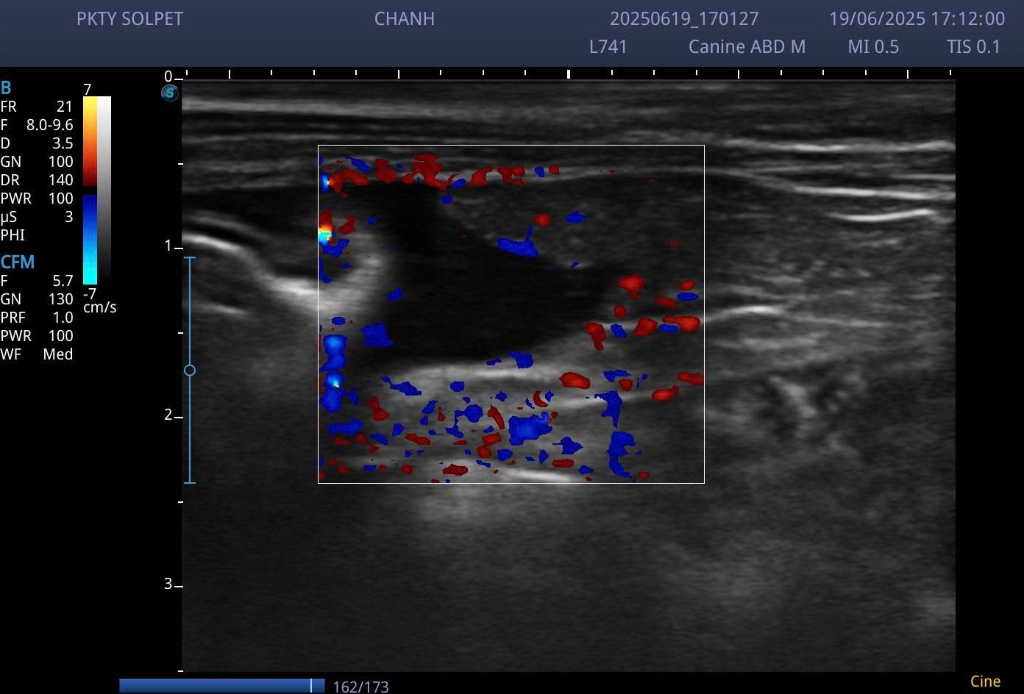 PKTY SOLPET CHANH 20250619_170127 19/06/2025 17:12:00
L741 Canine ABD M MI 0.5 TIS 0.1
B
FR 21
F 8.0-9.6
D 3.5
GN 100
DR 140
PWR 100
µS 3
PHI
CFM
F 5.7
GN 130
PRF 1.0
PWR 100
WF Med
7
-7
cm/s
0
S
1
2
3
162/173
Cine